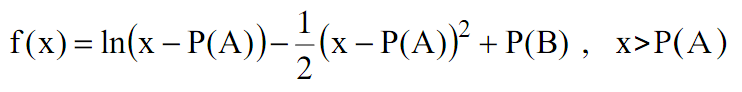 f(x) = ln(x − P(A)) − 1/2 (x − P(A))² + P(B) , x>P(A)